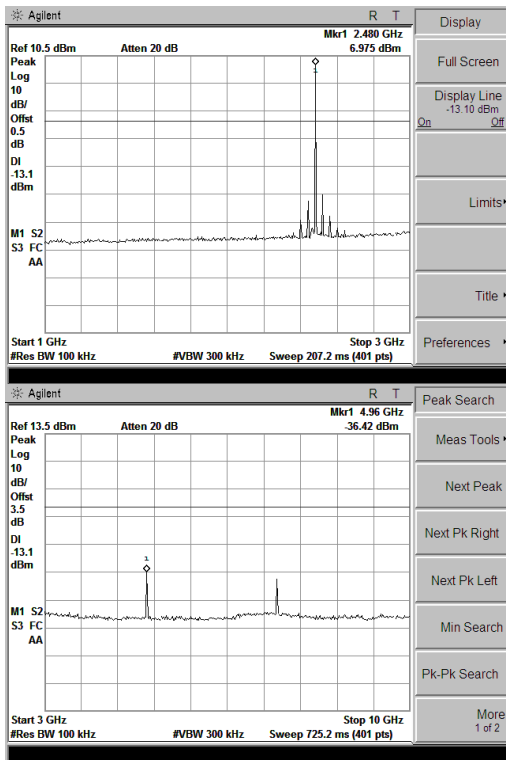 Agilent R T
Mkr1 2.480 GHz
Ref 10.5 dBm Atten 20 dB 6.975 dBm
Peak
Log
10
dB/
Offst
0.5
dB
DI
-13.1
dBm
M1 S2
S3 FC
AA
1
Start 1 GHz Stop 3 GHz
#Res BW 100 kHz #VBW 300 kHz Sweep 207.2 ms (401 pts)
Display
Full Screen
Display Line
-13.10 dBm
On Off
Limits
Title
Preferences
Agilent R T
Mkr1 4.96 GHz
Ref 13.5 dBm Atten 20 dB -36.42 dBm
Peak
Log
10
dB/
Offst
3.5
dB
DI
-13.1
dBm
1
M1 S2
S3 FC
AA
Start 3 GHz Stop 10 GHz
#Res BW 100 kHz #VBW 300 kHz Sweep 725.2 ms (401 pts)
Peak Search
Meas Tools
Next Peak
Next Pk Right
Next Pk Left
Min Search
Pk-Pk Search
More
1 of 2